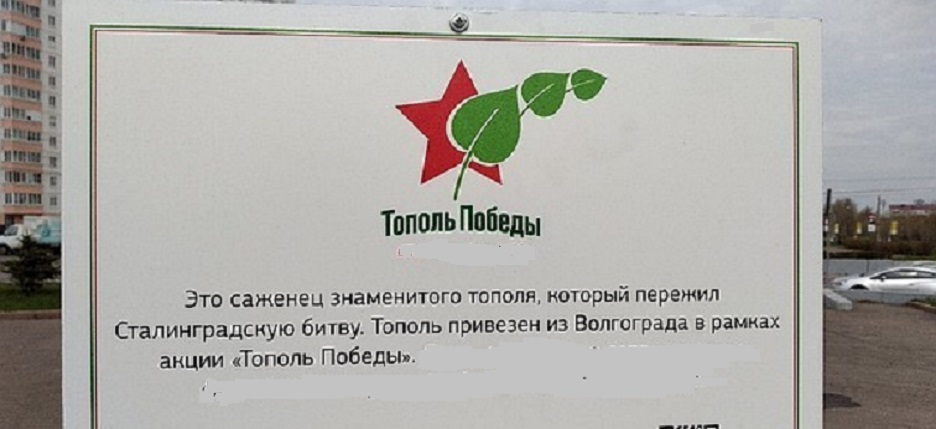 Тополь Победы
Это саженец знаменитого тополя, который пережил
Сталинградскую битву. Тополь привезен из Волгограда в рамках
акции «Тополь Победы».